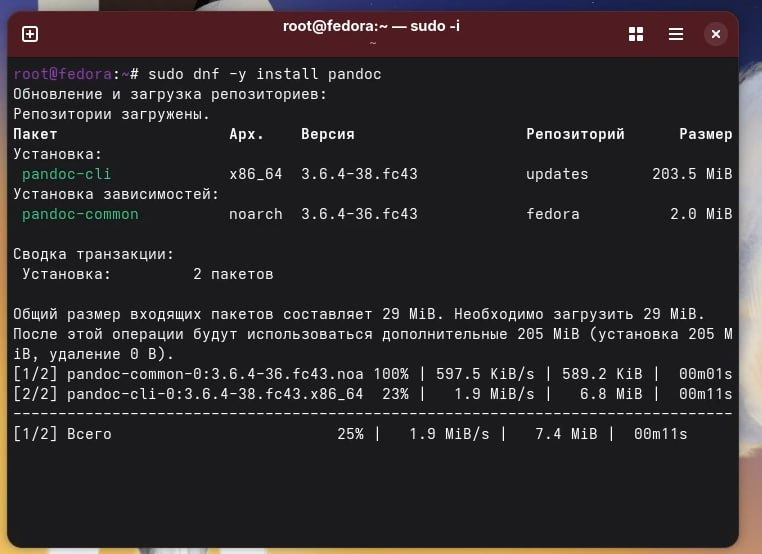 root@fedora:~ — sudo -i
~
root@fedora:~# sudo dnf -y install pandoc
Обновление и загрузка репозиториев:
Репозитории загружены.
Пакет Арх. Версия Репозиторий Размер
Установка:
pandoc-cli x86_64 3.6.4-38.fc43 updates 203.5 MiB
Установка зависимостей:
pandoc-common noarch 3.6.4-36.fc43 fedora 2.0 MiB
Сводка транзакции:
Установка: 2 пакетов
Общий размер входящих пакетов составляет 29 MiB. Необходимо загрузить 29 MiB.
После этой операции будут использоваться дополнительные 205 MiB (установка 205 M
iB, удаление 0 B).
[1/2] pandoc-common-0:3.6.4-36.fc43.noa 100% | 597.5 KiB/s | 589.2 KiB | 00m01s
[2/2] pandoc-cli-0:3.6.4-38.fc43.x86_64 23% | 1.9 MiB/s | 6.8 MiB | 00m11s
--------------------------------------------------------------------------------
[1/2] Всего 25% | 1.9 MiB/s | 7.4 MiB | 00m11s